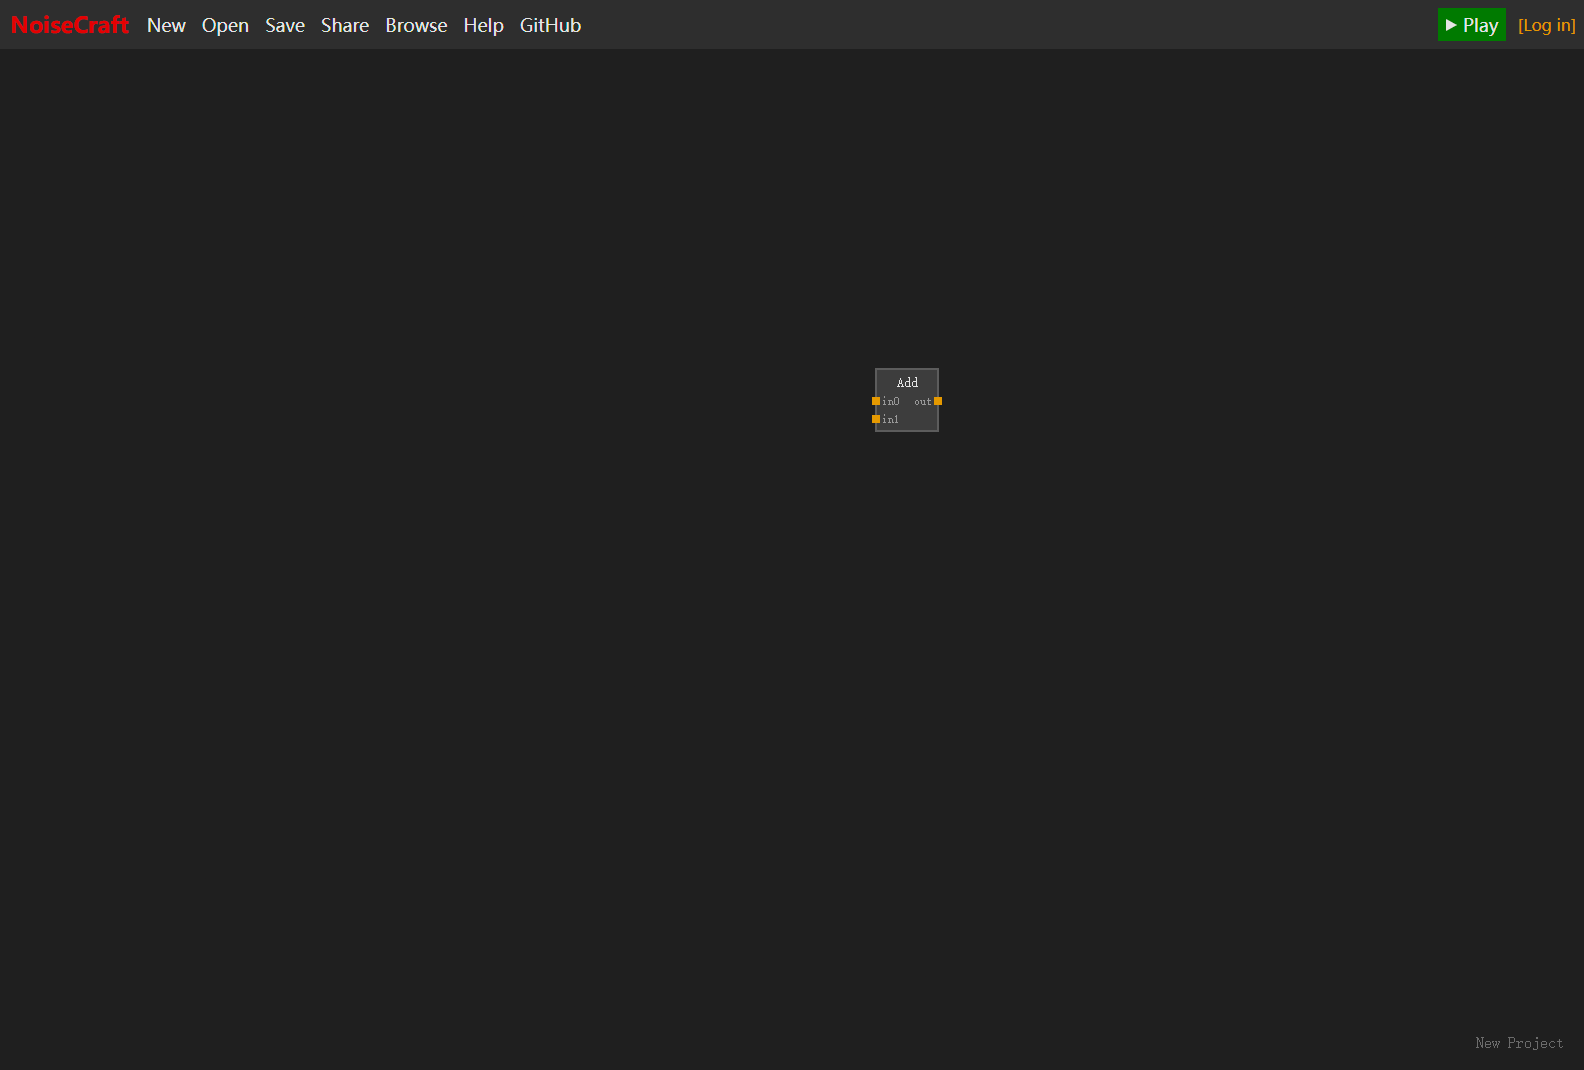 NoiseCraft New Open Save Share Browse Help GitHub Play [Log in]
Add
in0 out
in1
New Project